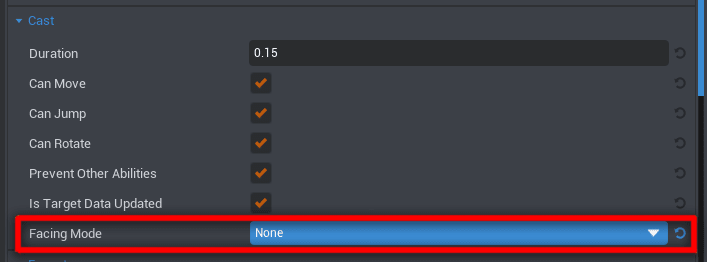 Cast
Duration 0.15
Can Move
Can Jump
Can Rotate
Prevent Other Abilities
Is Target Data Updated
Facing Mode None